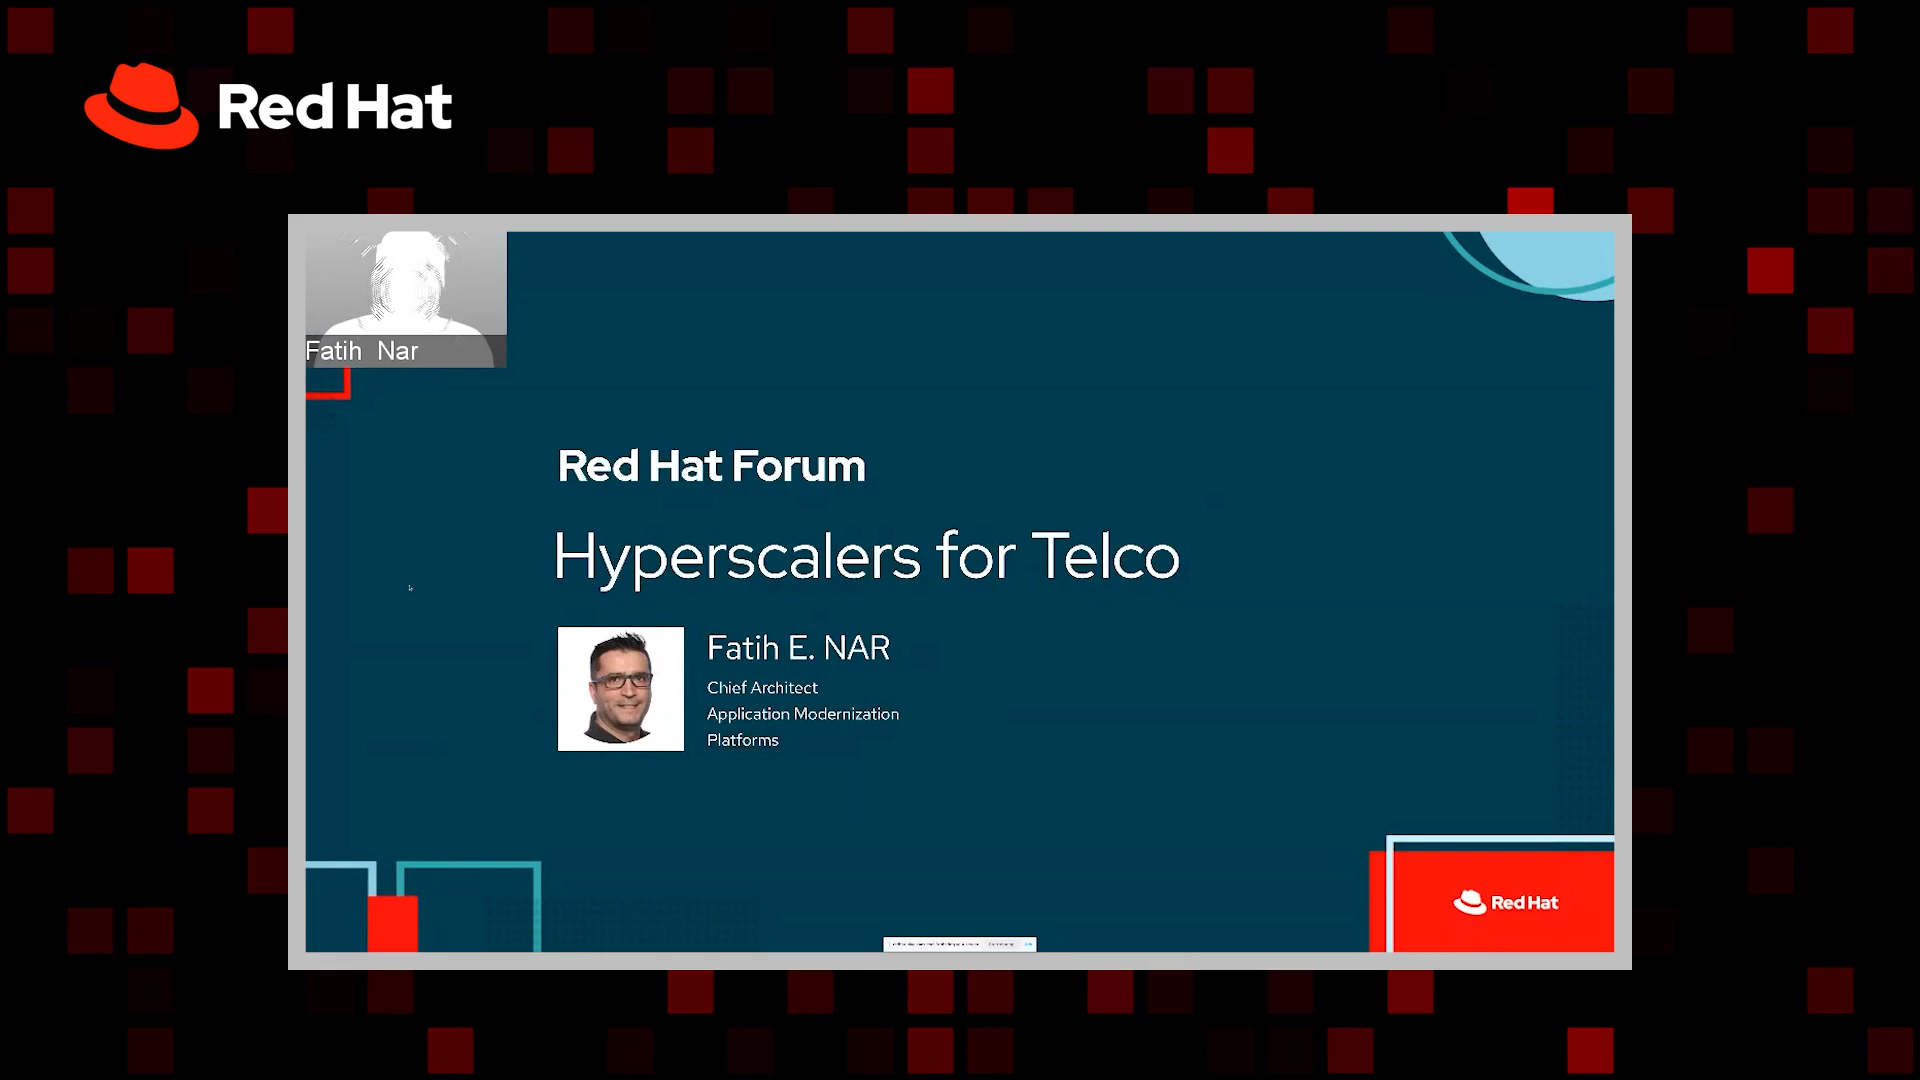 Red Hat
Fatih Nar
Red Hat Forum
Hyperscalers for Telco
Fatih E. NAR
Chief Architect
Application Modernization
Platforms
Red Hat